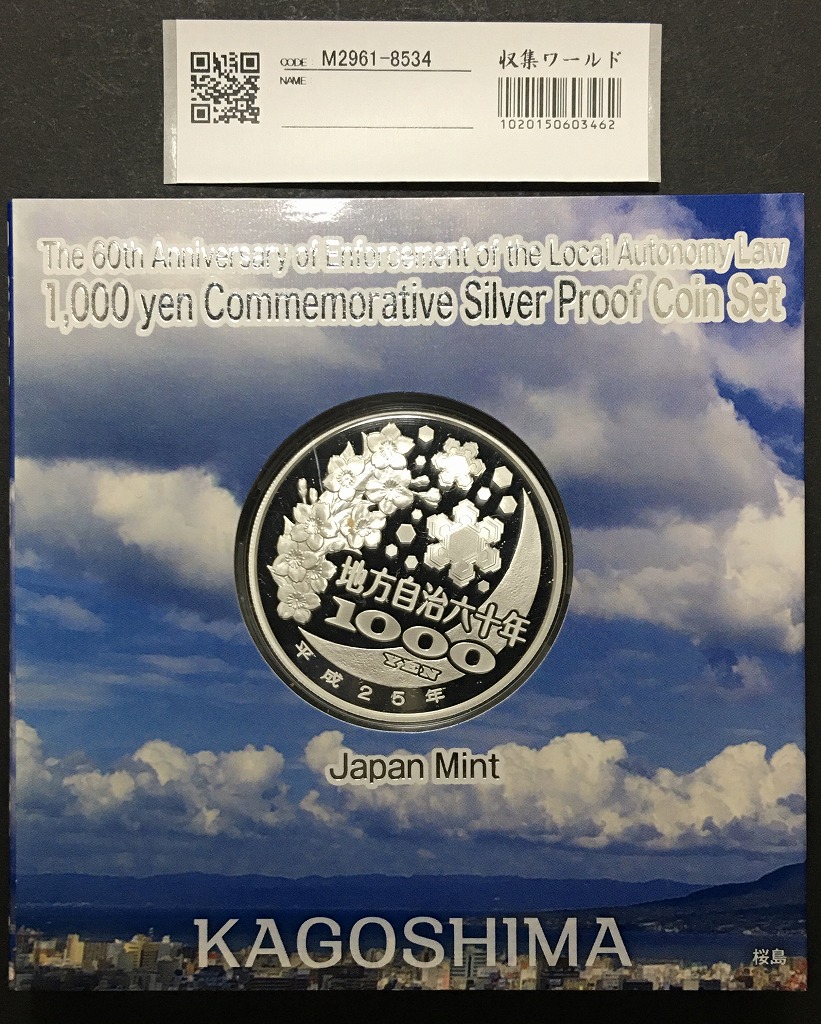 CODE M2961-8534
NAME
収集ワールド
1020150603462
The 60th Anniversary of Enforcement of the Local Autonomy Law
1,000 yen Commemorative Silver Proof Coin Set
地方自治六十年
1000
YEN
平成25年
Japan Mint
KAGOSHIMA
桜島